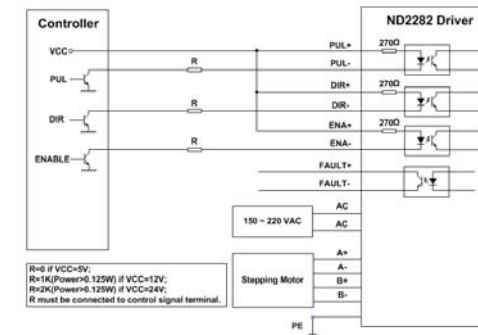 Controller
ND2282 Driver
VCC
PUL+
270Ω
R
PUL-
PUL
DIR+
270Ω
R
DIR-
DIR
ENA+
270Ω
R
ENA-
ENABLE
FAULT+
FAULT-
AC
150 ~ 220 VAC
AC
A+
Stepping Motor
A-
B+
B-
R=0 if VCC=5V;
R=1K(Power>0.125W) if VCC=12V;
R=2K(Power>0.125W) if VCC=24V;
R must be connected to control signal terminal.
PE